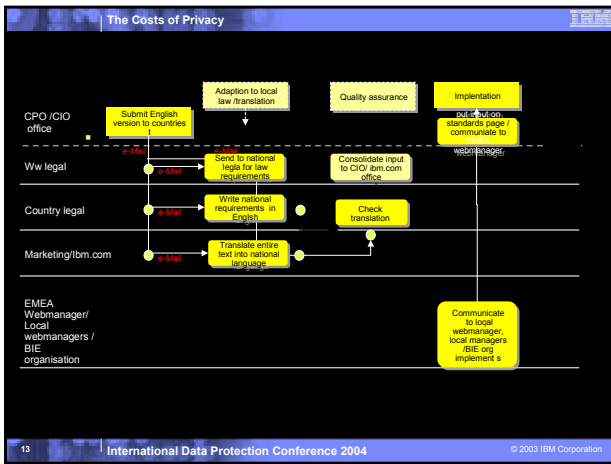 The Costs of Privacy
Adaption to local
law /translation
Quality assurance
Implentation
CPO /CIO
office
Submit English
version to countries
t
put input on
standards page /
communiate to
webmanager
webmanager
e-Mail
e-Mail
Ww legal
e-Mail
Send to national
legla for law
requirements
Consolidate input
to CIO/ ibm.com
office
Country legal
e-Mail
Write national
requirements in
Englsh
Check
translation
Marketing/Ibm.com
e-Mail
Translate entire
text into national
language
EMEA
Webmanager/
Local
webmanagers /
BIE
organisation
Communicate
to local
webmanager,
local managers
/BIE org
implement s
13
International Data Protection Conference 2004
© 2003 IBM Corporation